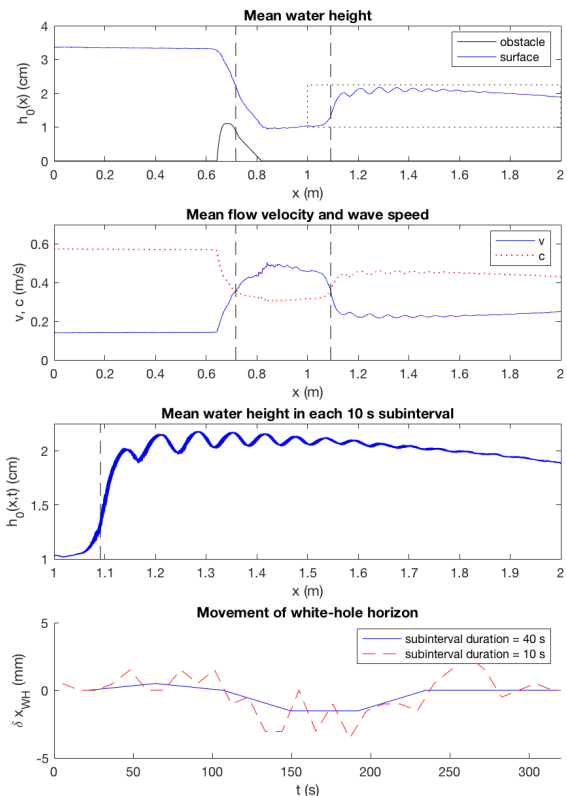 Mean water height
4
3
2
1
0
h0(x) (cm)
obstacle
surface
0 0.2 0.4 0.6 0.8 1 1.2 1.4 1.6 1.8 2
x (m)
Mean flow velocity and wave speed
0.6
0.4
0.2
0
v, c (m/s)
v
c
0 0.2 0.4 0.6 0.8 1 1.2 1.4 1.6 1.8 2
x (m)
Mean water height in each 10 s subinterval
2
1.5
1
h0(x,t) (cm)
1 1.1 1.2 1.3 1.4 1.5 1.6 1.7 1.8 1.9 2
x (m)
Movement of white-hole horizon
5
0
-5
δ xWH (mm)
subinterval duration = 40 s
subinterval duration = 10 s
0 50 100 150 200 250 300
t (s)